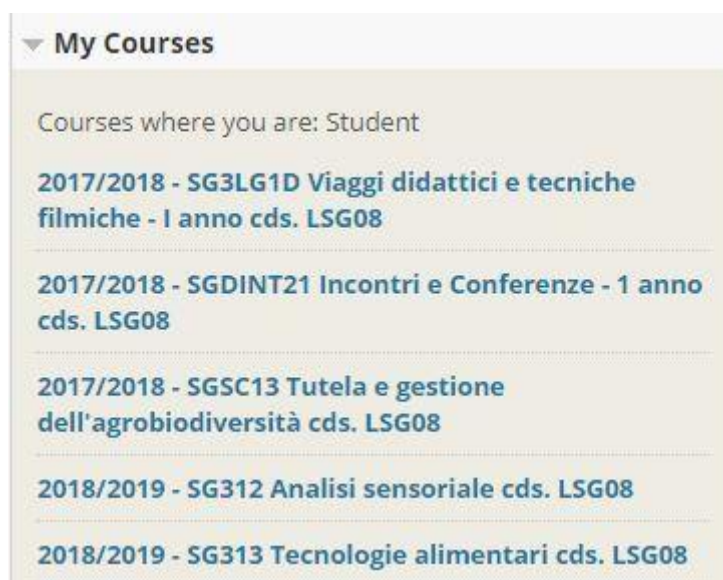 My Courses
Courses where you are: Student
2017/2018 - SG3LG1D Viaggi didattici e tecniche
filmiche - I anno cds. LSG08
2017/2018 - SGDINT21 Incontri e Conferenze - 1 anno
cds. LSG08
2017/2018 - SGSC13 Tutela e gestione
dell'agrobiodiversità cds. LSG08
2018/2019 - SG312 Analisi sensoriale cds. LSG08
2018/2019 - SG313 Tecnologie alimentari cds. LSG08